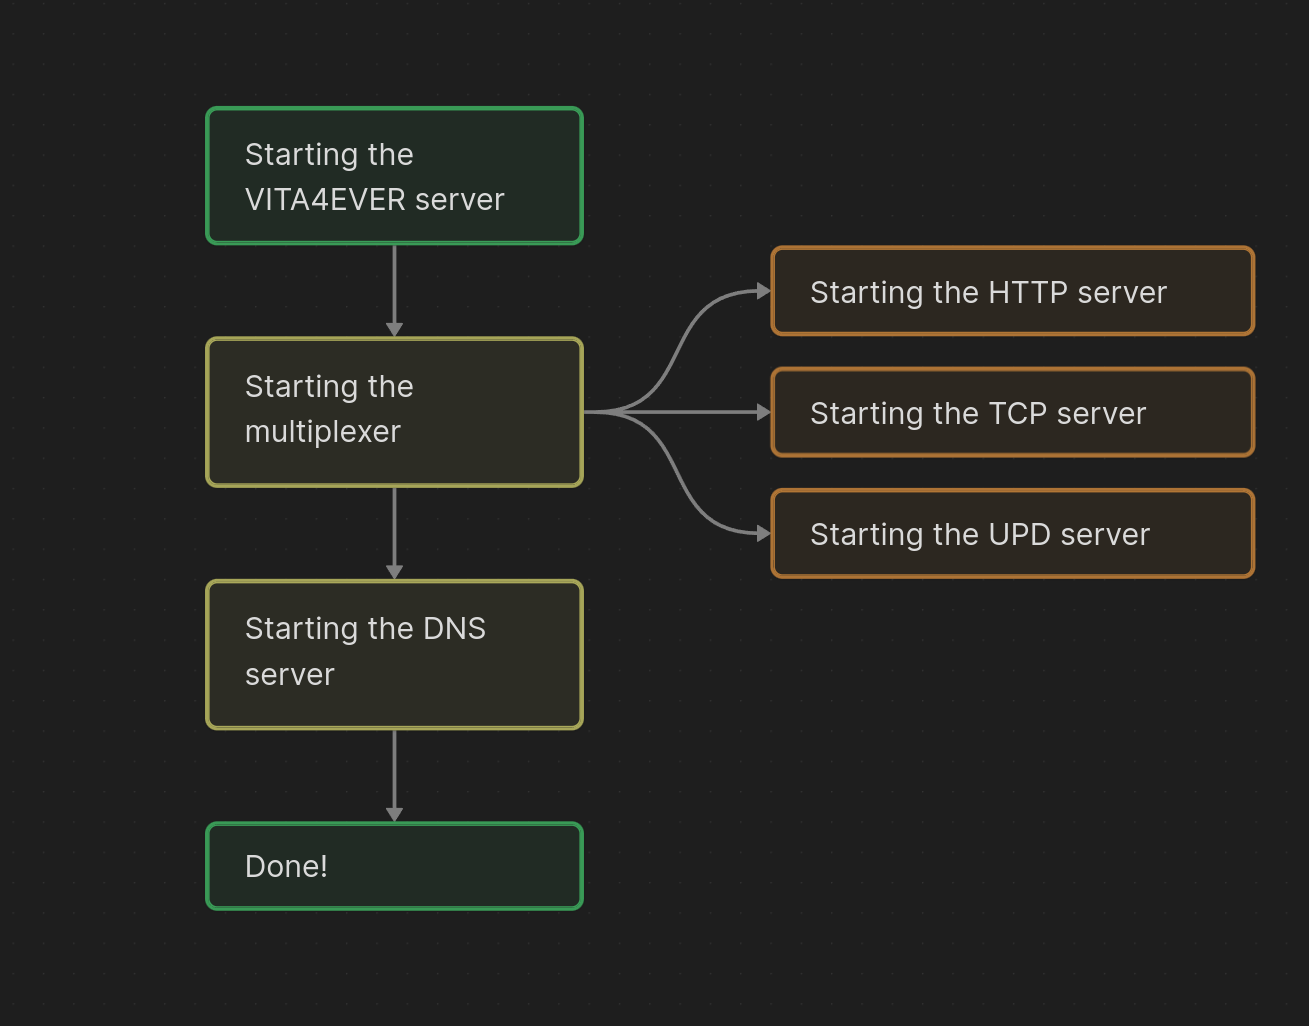 Starting the
VITA4EVER server
Starting the
multiplexer
Starting the HTTP server
Starting the TCP server
Starting the UPD server
Starting the DNS
server
Done!